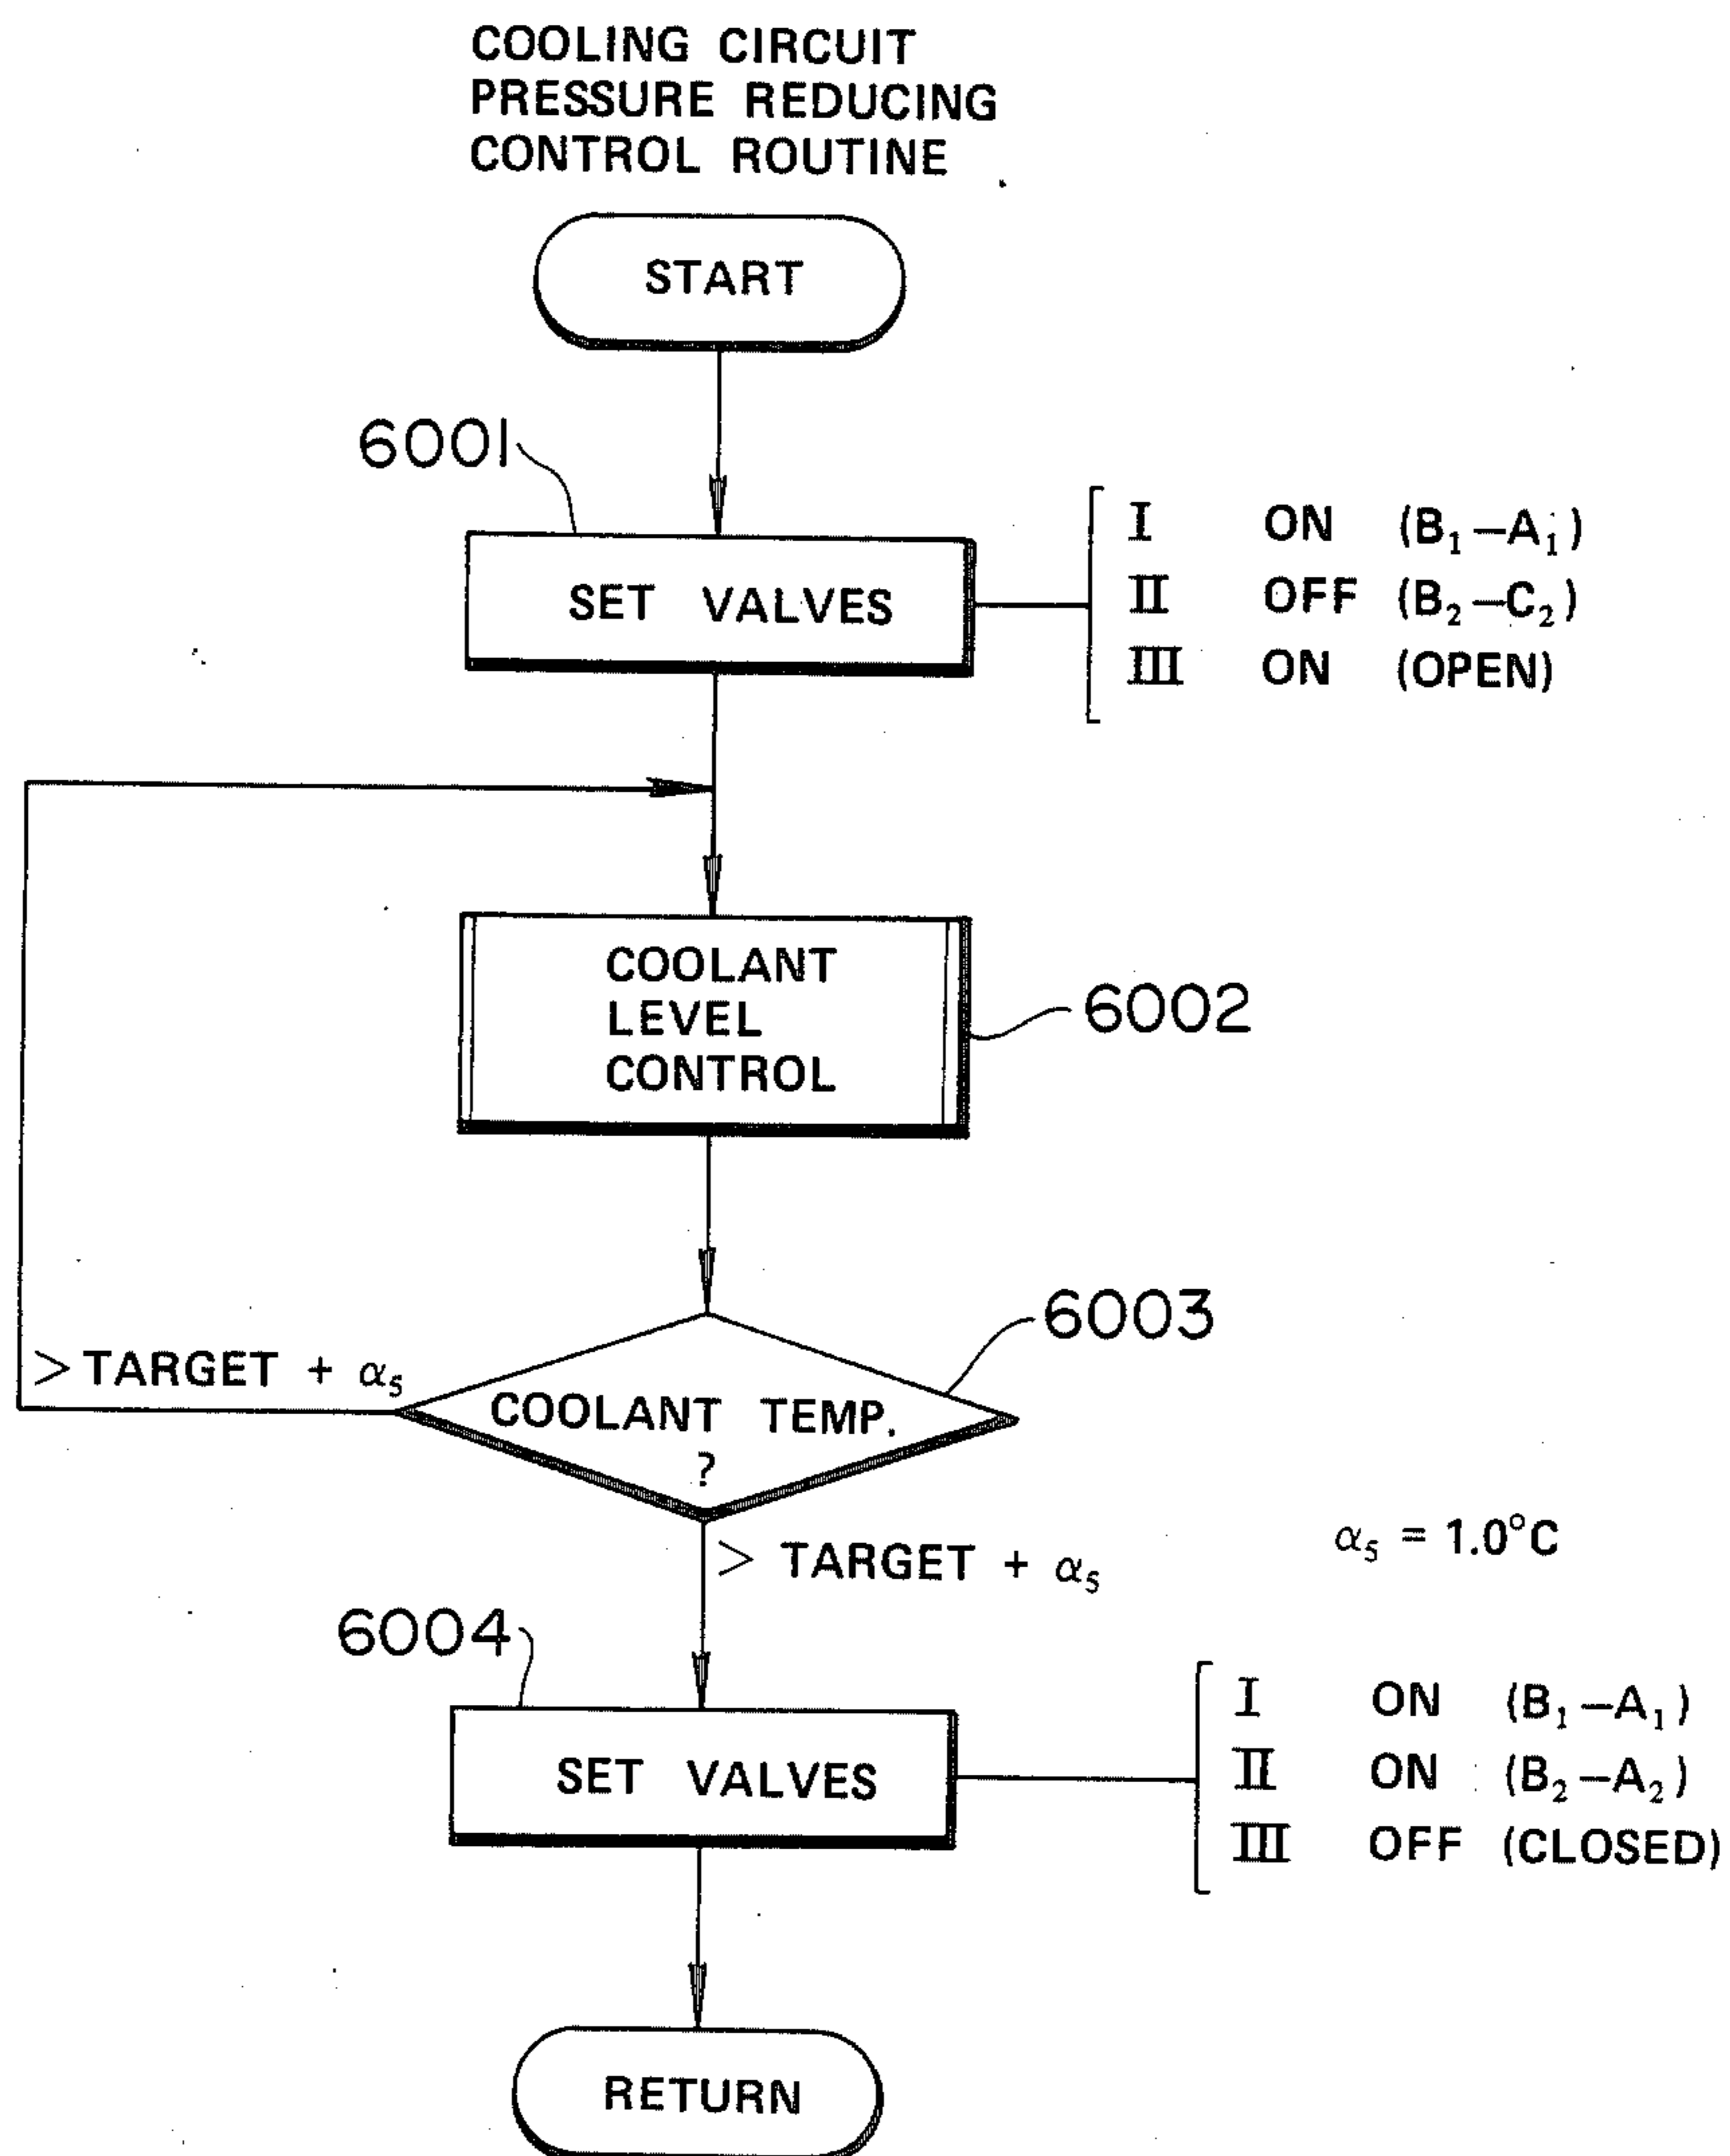 COOLING CIRCUIT
PRESSURE REDUCING
CONTROL ROUTINE
START
6001
SET VALVES
I ON (B₁–A₁)
II OFF (B₂–C₂)
III ON (OPEN)
COOLANT
LEVEL
CONTROL
6002
6003
> TARGET + α₅
COOLANT TEMP.
?
> TARGET + α₅
α₅ = 1.0°C
6004
SET VALVES
I ON (B₁–A₁)
II ON (B₂–A₂)
III OFF (CLOSED)
RETURN